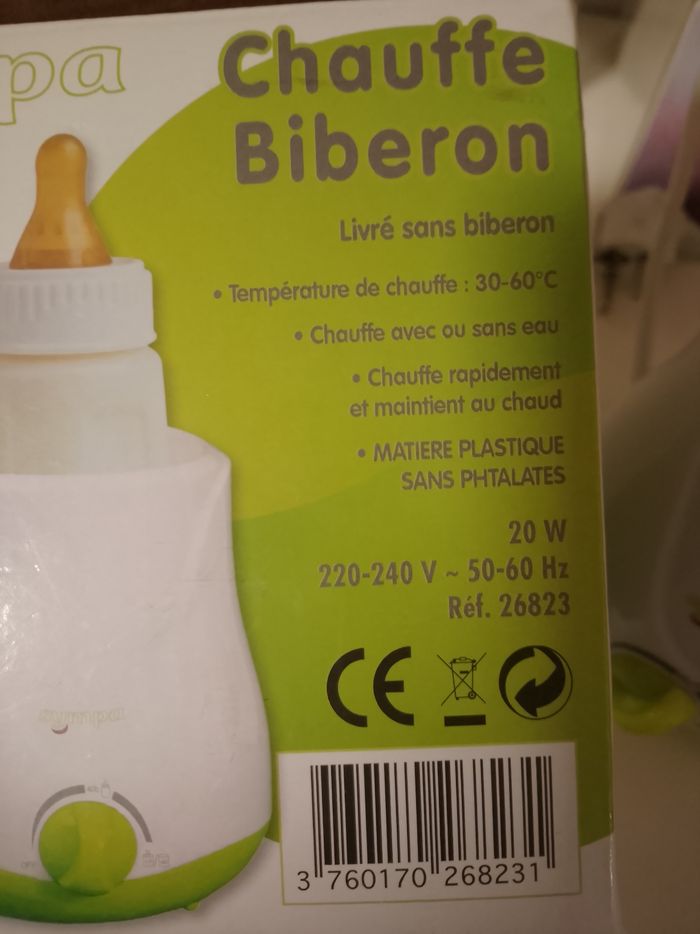 pa
Chauffe
Biberon
Livré sans biberon
• Température de chauffe : 30-60°C
• Chauffe avec ou sans eau
• Chauffe rapidement
et maintient au chaud
• MATIERE PLASTIQUE
SANS PHTALATES
20 W
220-240 V ~ 50-60 Hz
Réf. 26823
CE
sympa
OFF
3 760170 268231